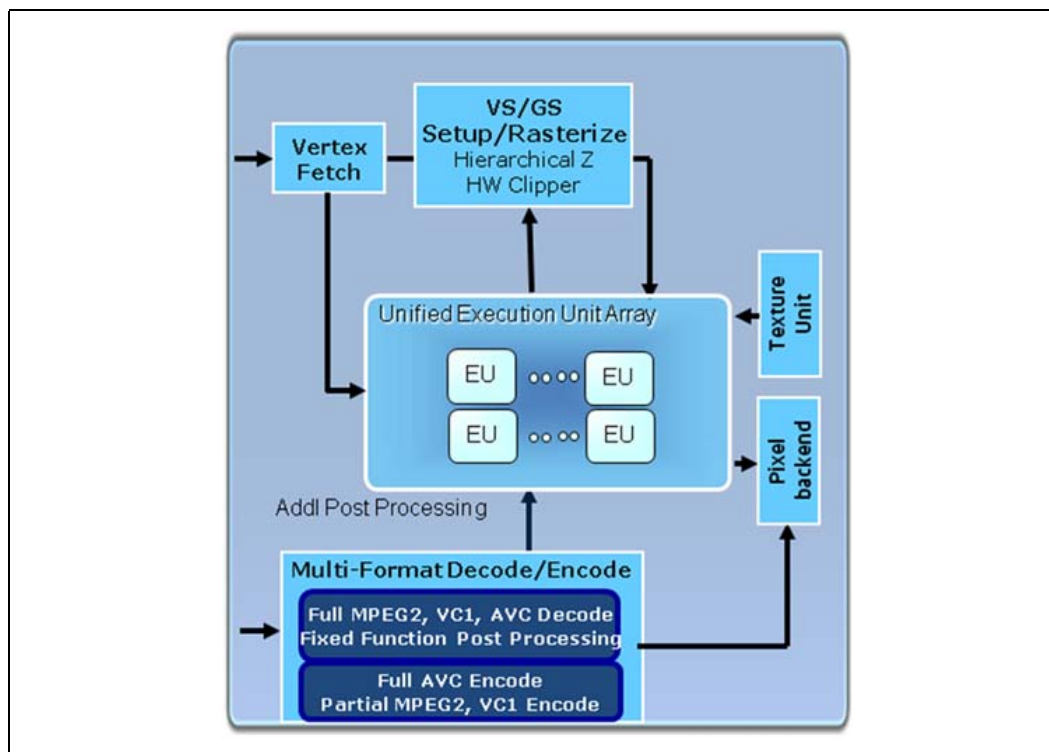 VS/GS
Setup/Rasterize
Hierarchical Z
HW Clipper
Vertex
Fetch
Unified Execution Unit Array
EU
EU
EU
EU
Texture
Unit
Pixel
backend
Addl Post Processing
Multi-Format Decode/Encode
Full MPEG2, VC1, AVC Decode
Fixed Function Post Processing
Full AVC Encode
Partial MPEG2, VC1 Encode